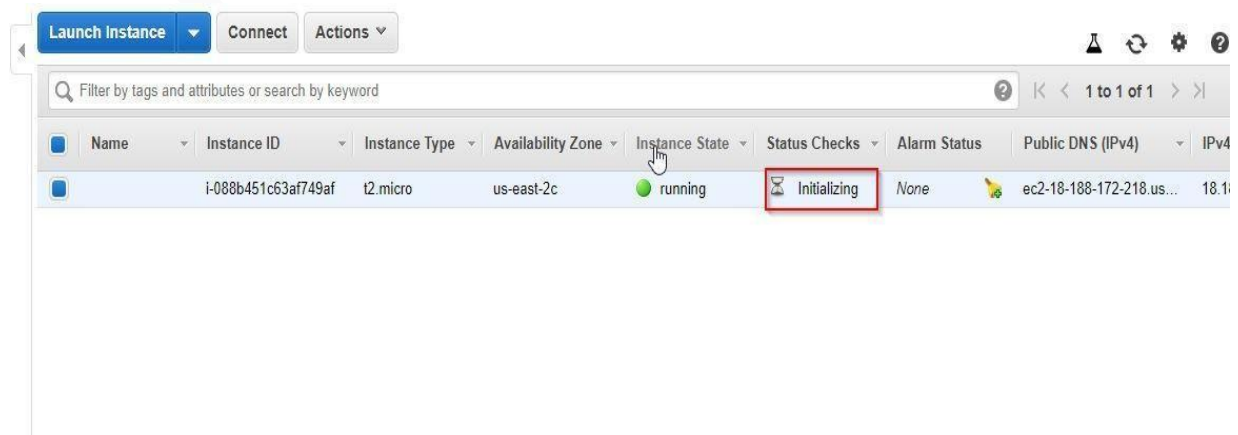 Launch Instance Connect Actions
Filter by tags and attributes or search by keyword 1 to 1 of 1
Name Instance ID Instance Type Availability Zone Instance State Status Checks Alarm Status Public DNS (IPv4) IPv4
i-088b451c63af749af t2.micro us-east-2c running Initializing None ec2-18-188-172-218.us... 18.18